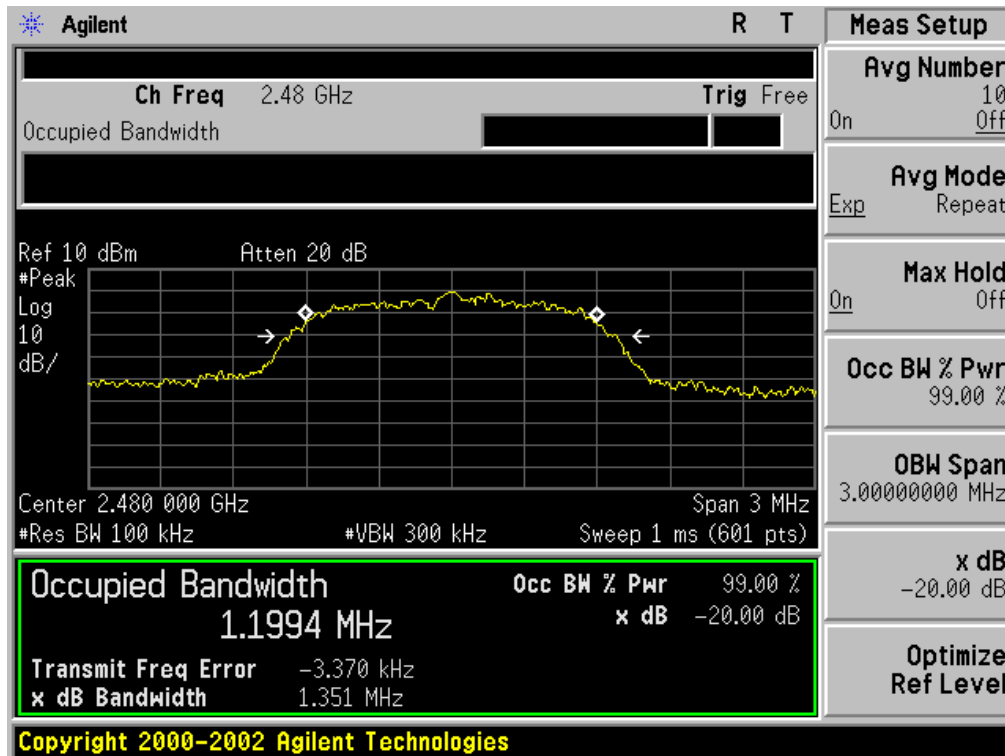 Agilent R T
Ch Freq 2.48 GHz Trig Free
Occupied Bandwidth
Ref 10 dBm Atten 20 dB
#Peak
Log
10
dB/
Center 2.480 000 GHz Span 3 MHz
#Res BW 100 kHz #VBW 300 kHz Sweep 1 ms (601 pts)
Occupied Bandwidth
1.1994 MHz
Occ BW % Pwr 99.00 %
x dB -20.00 dB
Transmit Freq Error -3.370 kHz
x dB Bandwidth 1.351 MHz
Copyright 2000-2002 Agilent Technologies
Meas Setup
Avg Number
10
On Off
Avg Mode
Exp Repeat
Max Hold
On Off
Occ BW % Pwr
99.00 %
OBW Span
3.00000000 MHz
x dB
-20.00 dB
Optimize
Ref Level